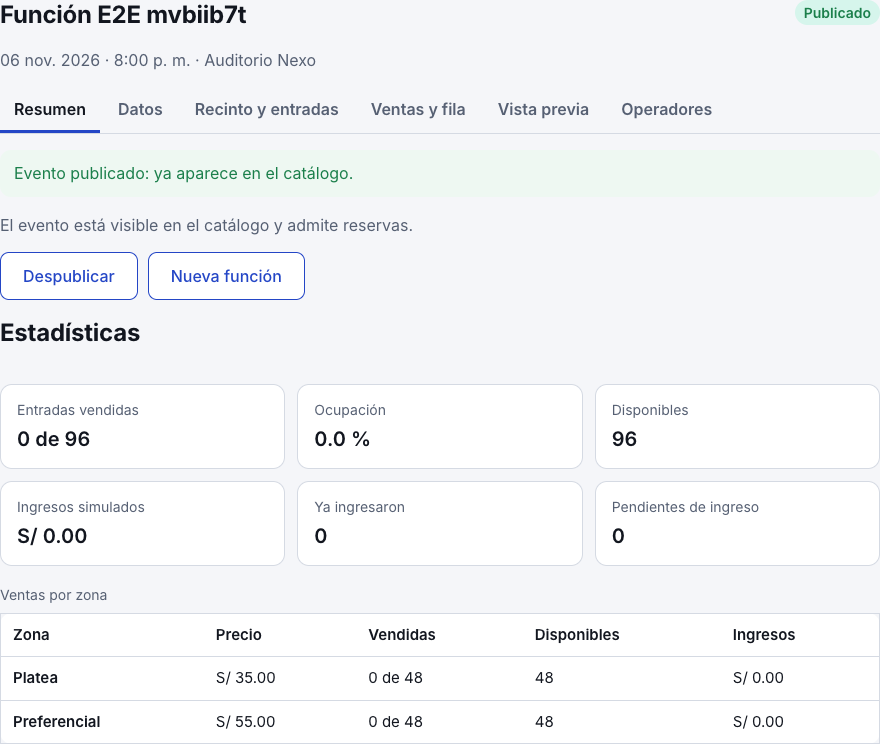 Función E2E mvbiib7t
Publicado
06 nov. 2026 · 8:00 p. m. · Auditorio Nexo
Resumen Datos Recinto y entradas Ventas y fila Vista previa Operadores
Evento publicado: ya aparece en el catálogo.
El evento está visible en el catálogo y admite reservas.
Despublicar Nueva función
Estadísticas
Entradas vendidas Ocupación Disponibles
0 de 96 0.0 % 96
Ingresos simulados Ya ingresaron Pendientes de ingreso
S/ 0.00 0 0
Ventas por zona
Zona Precio Vendidas Disponibles Ingresos
Platea S/ 35.00 0 de 48 48 S/ 0.00
Preferencial S/ 55.00 0 de 48 48 S/ 0.00